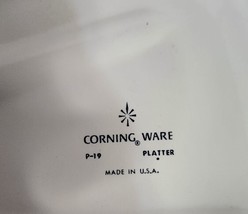 CORNING® WARE
P-19 PLATTER
MADE IN U.S.A.